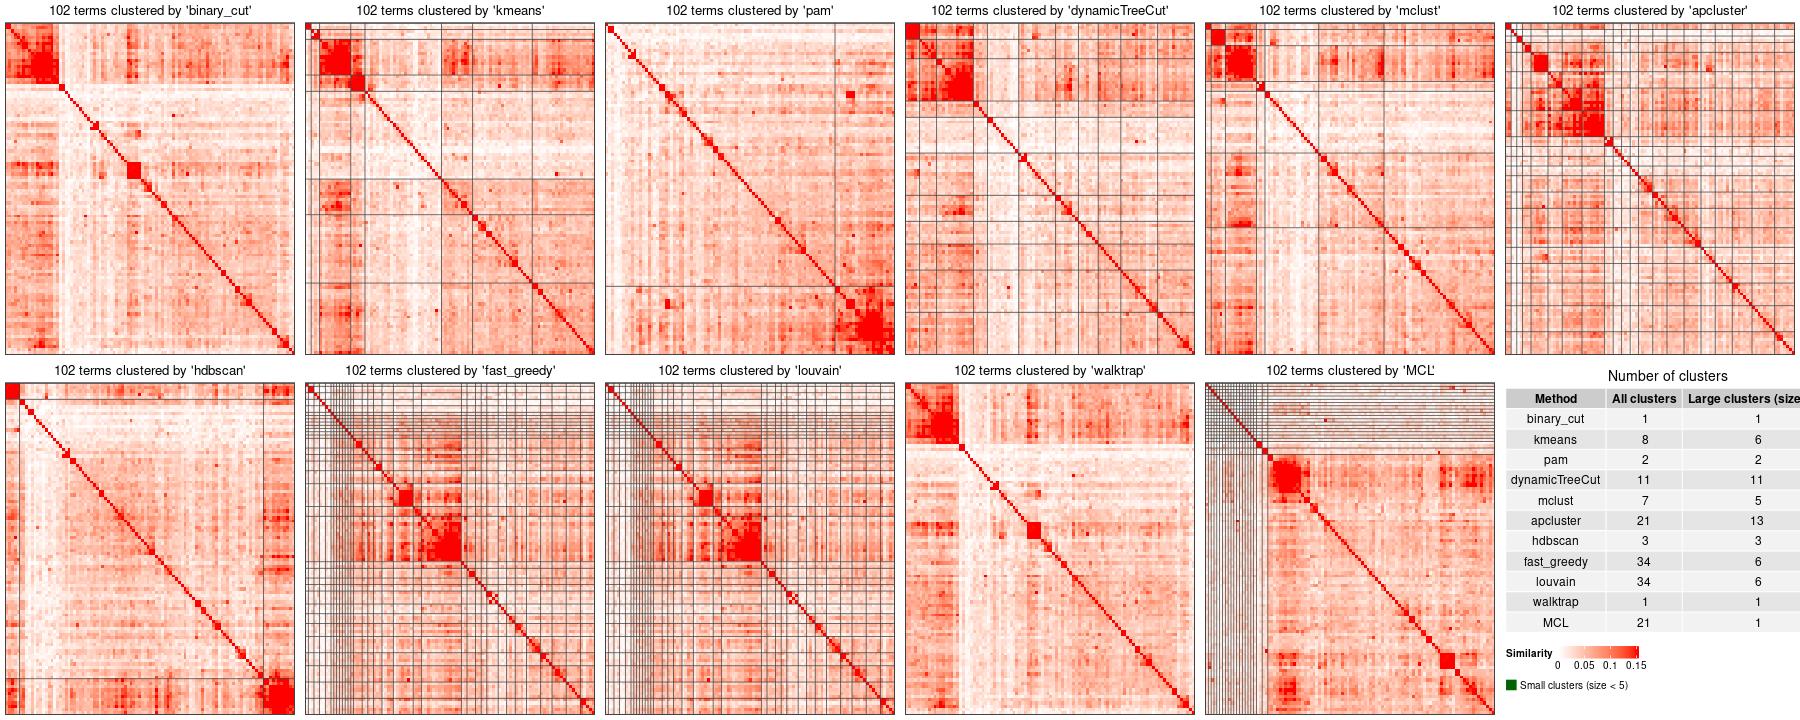 102 terms clustered by 'binary_cut'
102 terms clustered by 'kmeans'
102 terms clustered by 'pam'
102 terms clustered by 'dynamicTreeCut'
102 terms clustered by 'mclust'
102 terms clustered by 'apcluster'
102 terms clustered by 'hdbscan'
102 terms clustered by 'fast_greedy'
102 terms clustered by 'louvain'
102 terms clustered by 'walktrap'
102 terms clustered by 'MCL'
Number of clusters
Method All clusters Large clusters (size
binary_cut 1 1
kmeans 8 6
pam 2 2
dynamicTreeCut 11 11
mclust 7 5
apcluster 21 13
hdbscan 3 3
fast_greedy 34 6
louvain 34 6
walktrap 1 1
MCL 21 1
Similarity
0 0.05 0.1 0.15
Small clusters (size < 5)